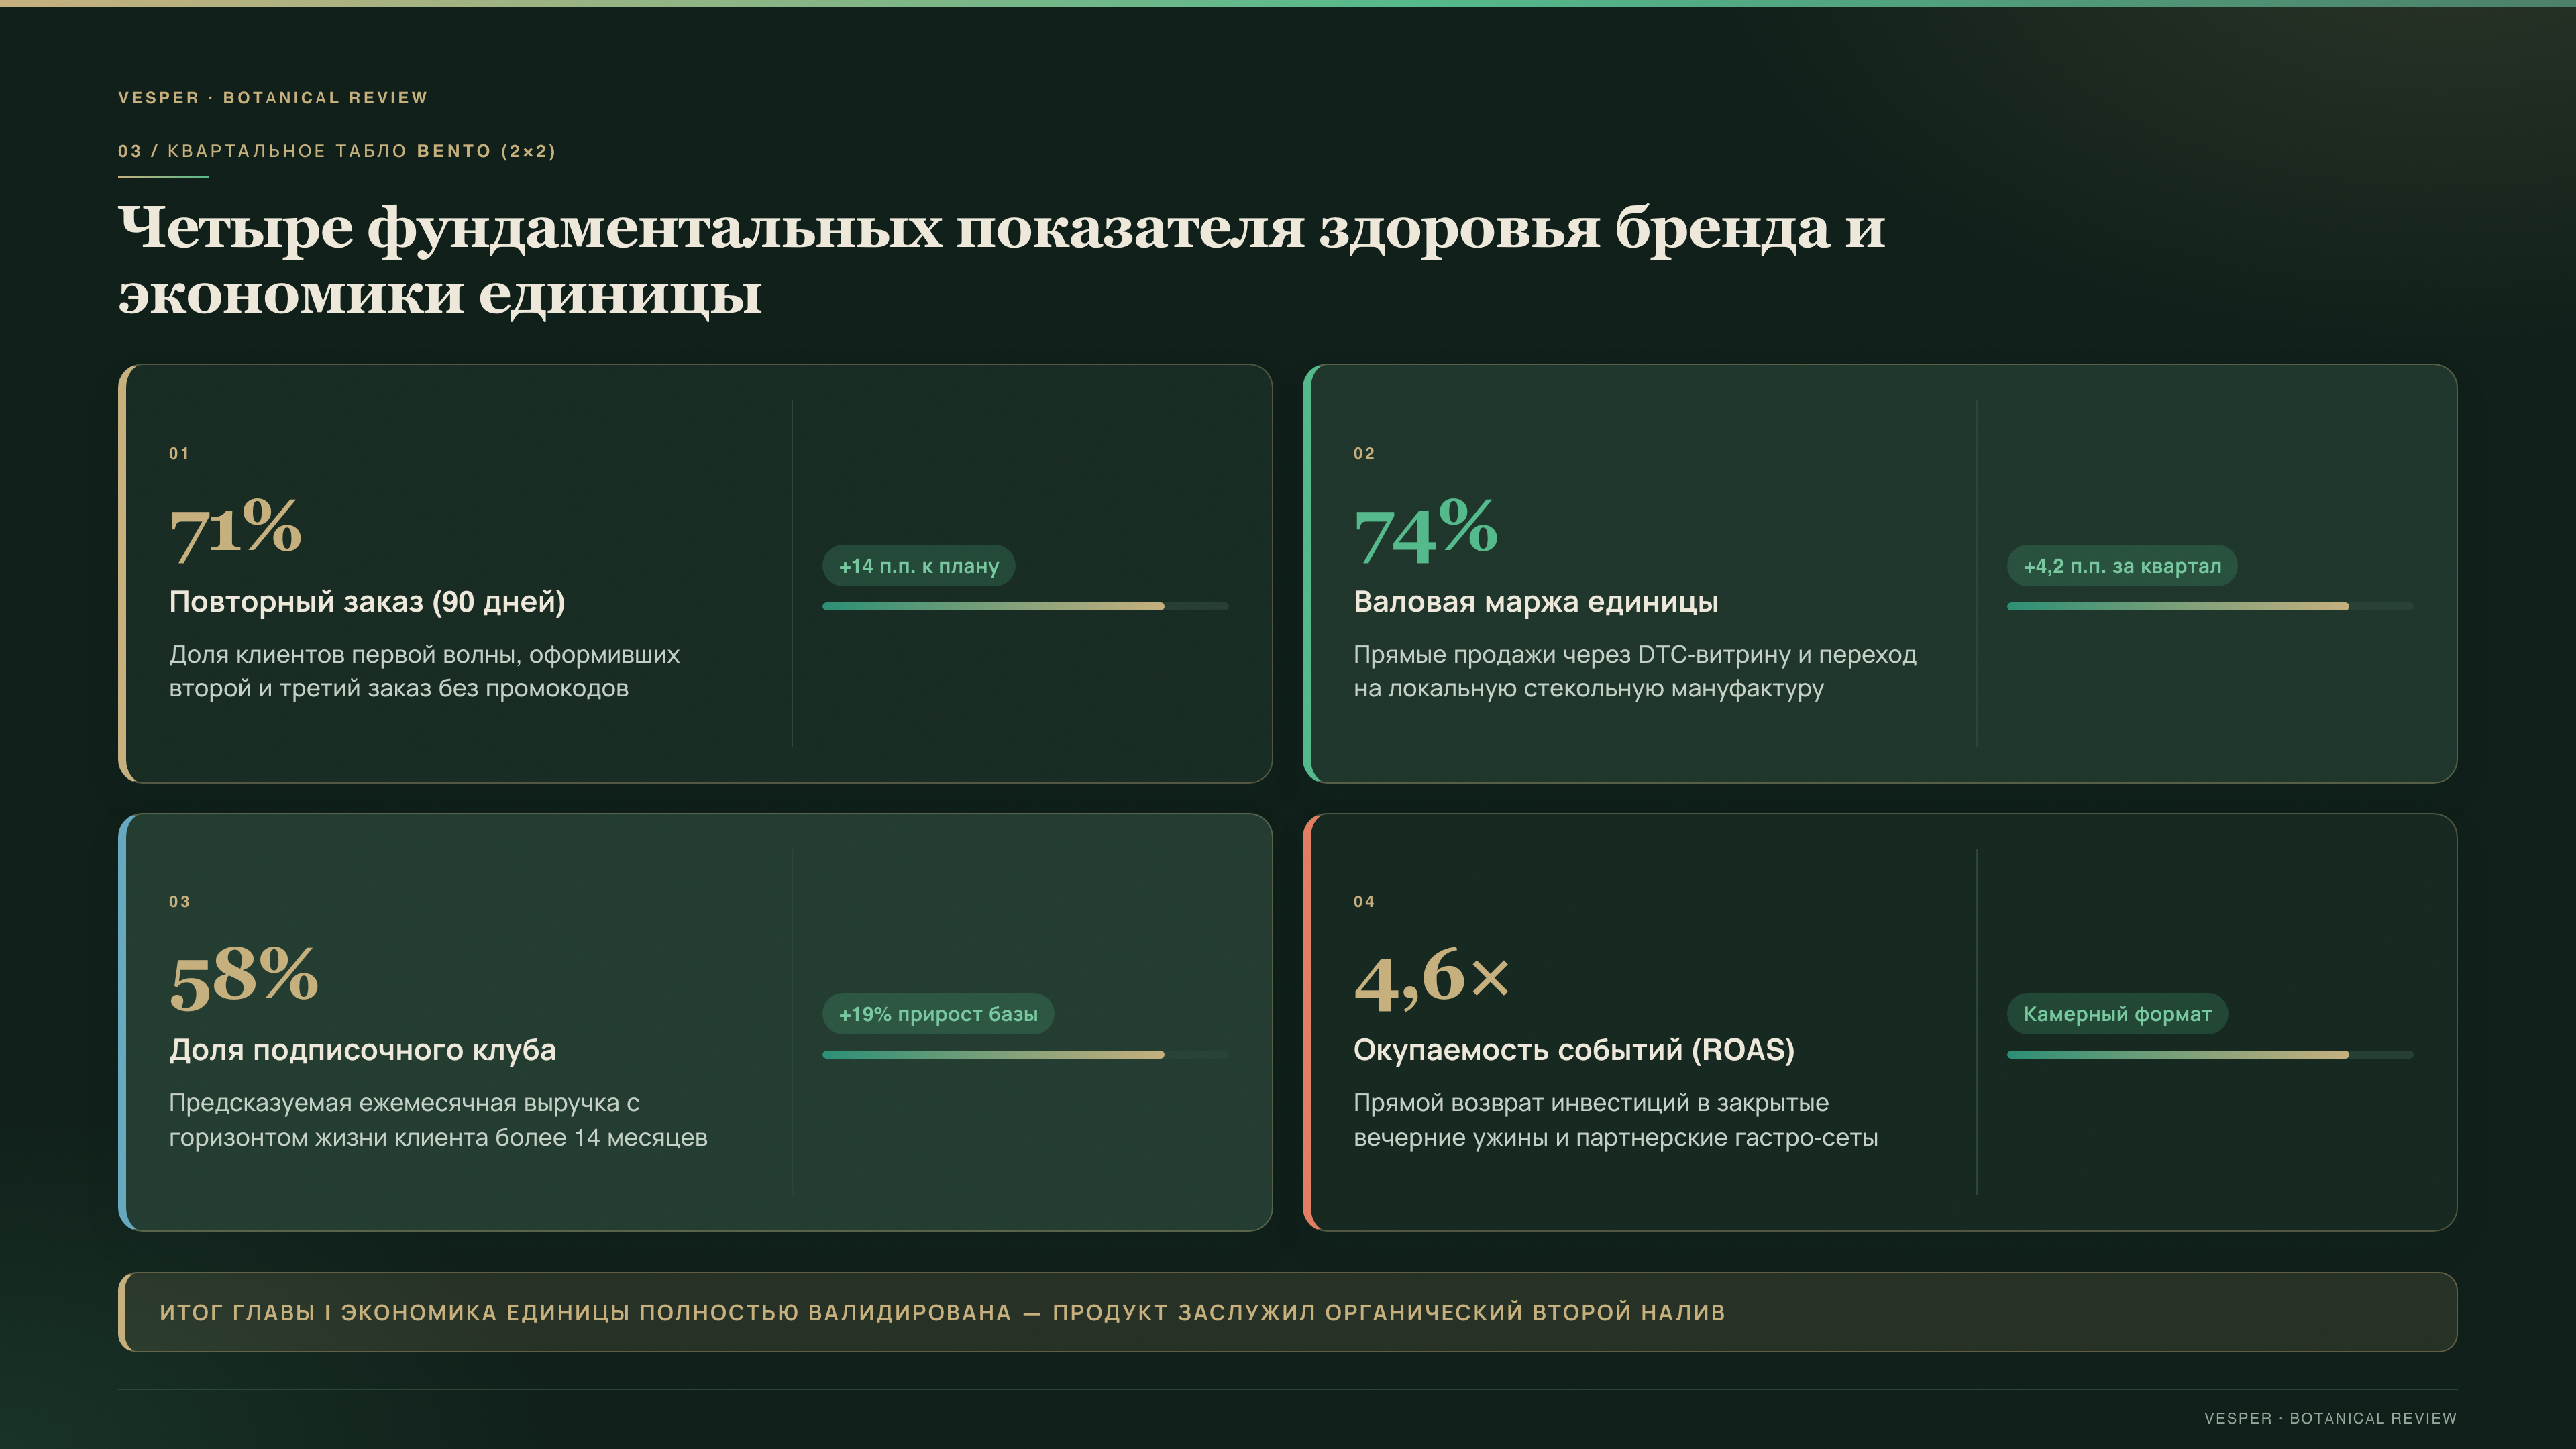 VESPER · BOTANICAL REVIEW
03 / КВАРТАЛЬНОЕ ТАБЛО BENTO (2×2)
Четыре фундаментальных показателя здоровья бренда и
экономики единицы
01
71%
Повторный заказ (90 дней)
Доля клиентов первой волны, оформивших
второй и третий заказ без промокодов
+14 п.п. к плану
02
74%
Валовая маржа единицы
Прямые продажи через DTC-витрину и переход
на локальную стекольную мануфактуру
+4,2 п.п. за квартал
03
58%
Доля подписочного клуба
Предсказуемая ежемесячная выручка с
горизонтом жизни клиента более 14 месяцев
+19% прирост базы
04
4,6×
Окупаемость событий (ROAS)
Прямой возврат инвестиций в закрытые
вечерние ужины и партнерские гастро-сеты
Камерный формат
ИТОГ ГЛАВЫ I ЭКОНОМИКА ЕДИНИЦЫ ПОЛНОСТЬЮ ВАЛИДИРОВАНА — ПРОДУКТ ЗАСЛУЖИЛ ОРГАНИЧЕСКИЙ ВТОРОЙ НАЛИВ
VESPER · BOTANICAL REVIEW